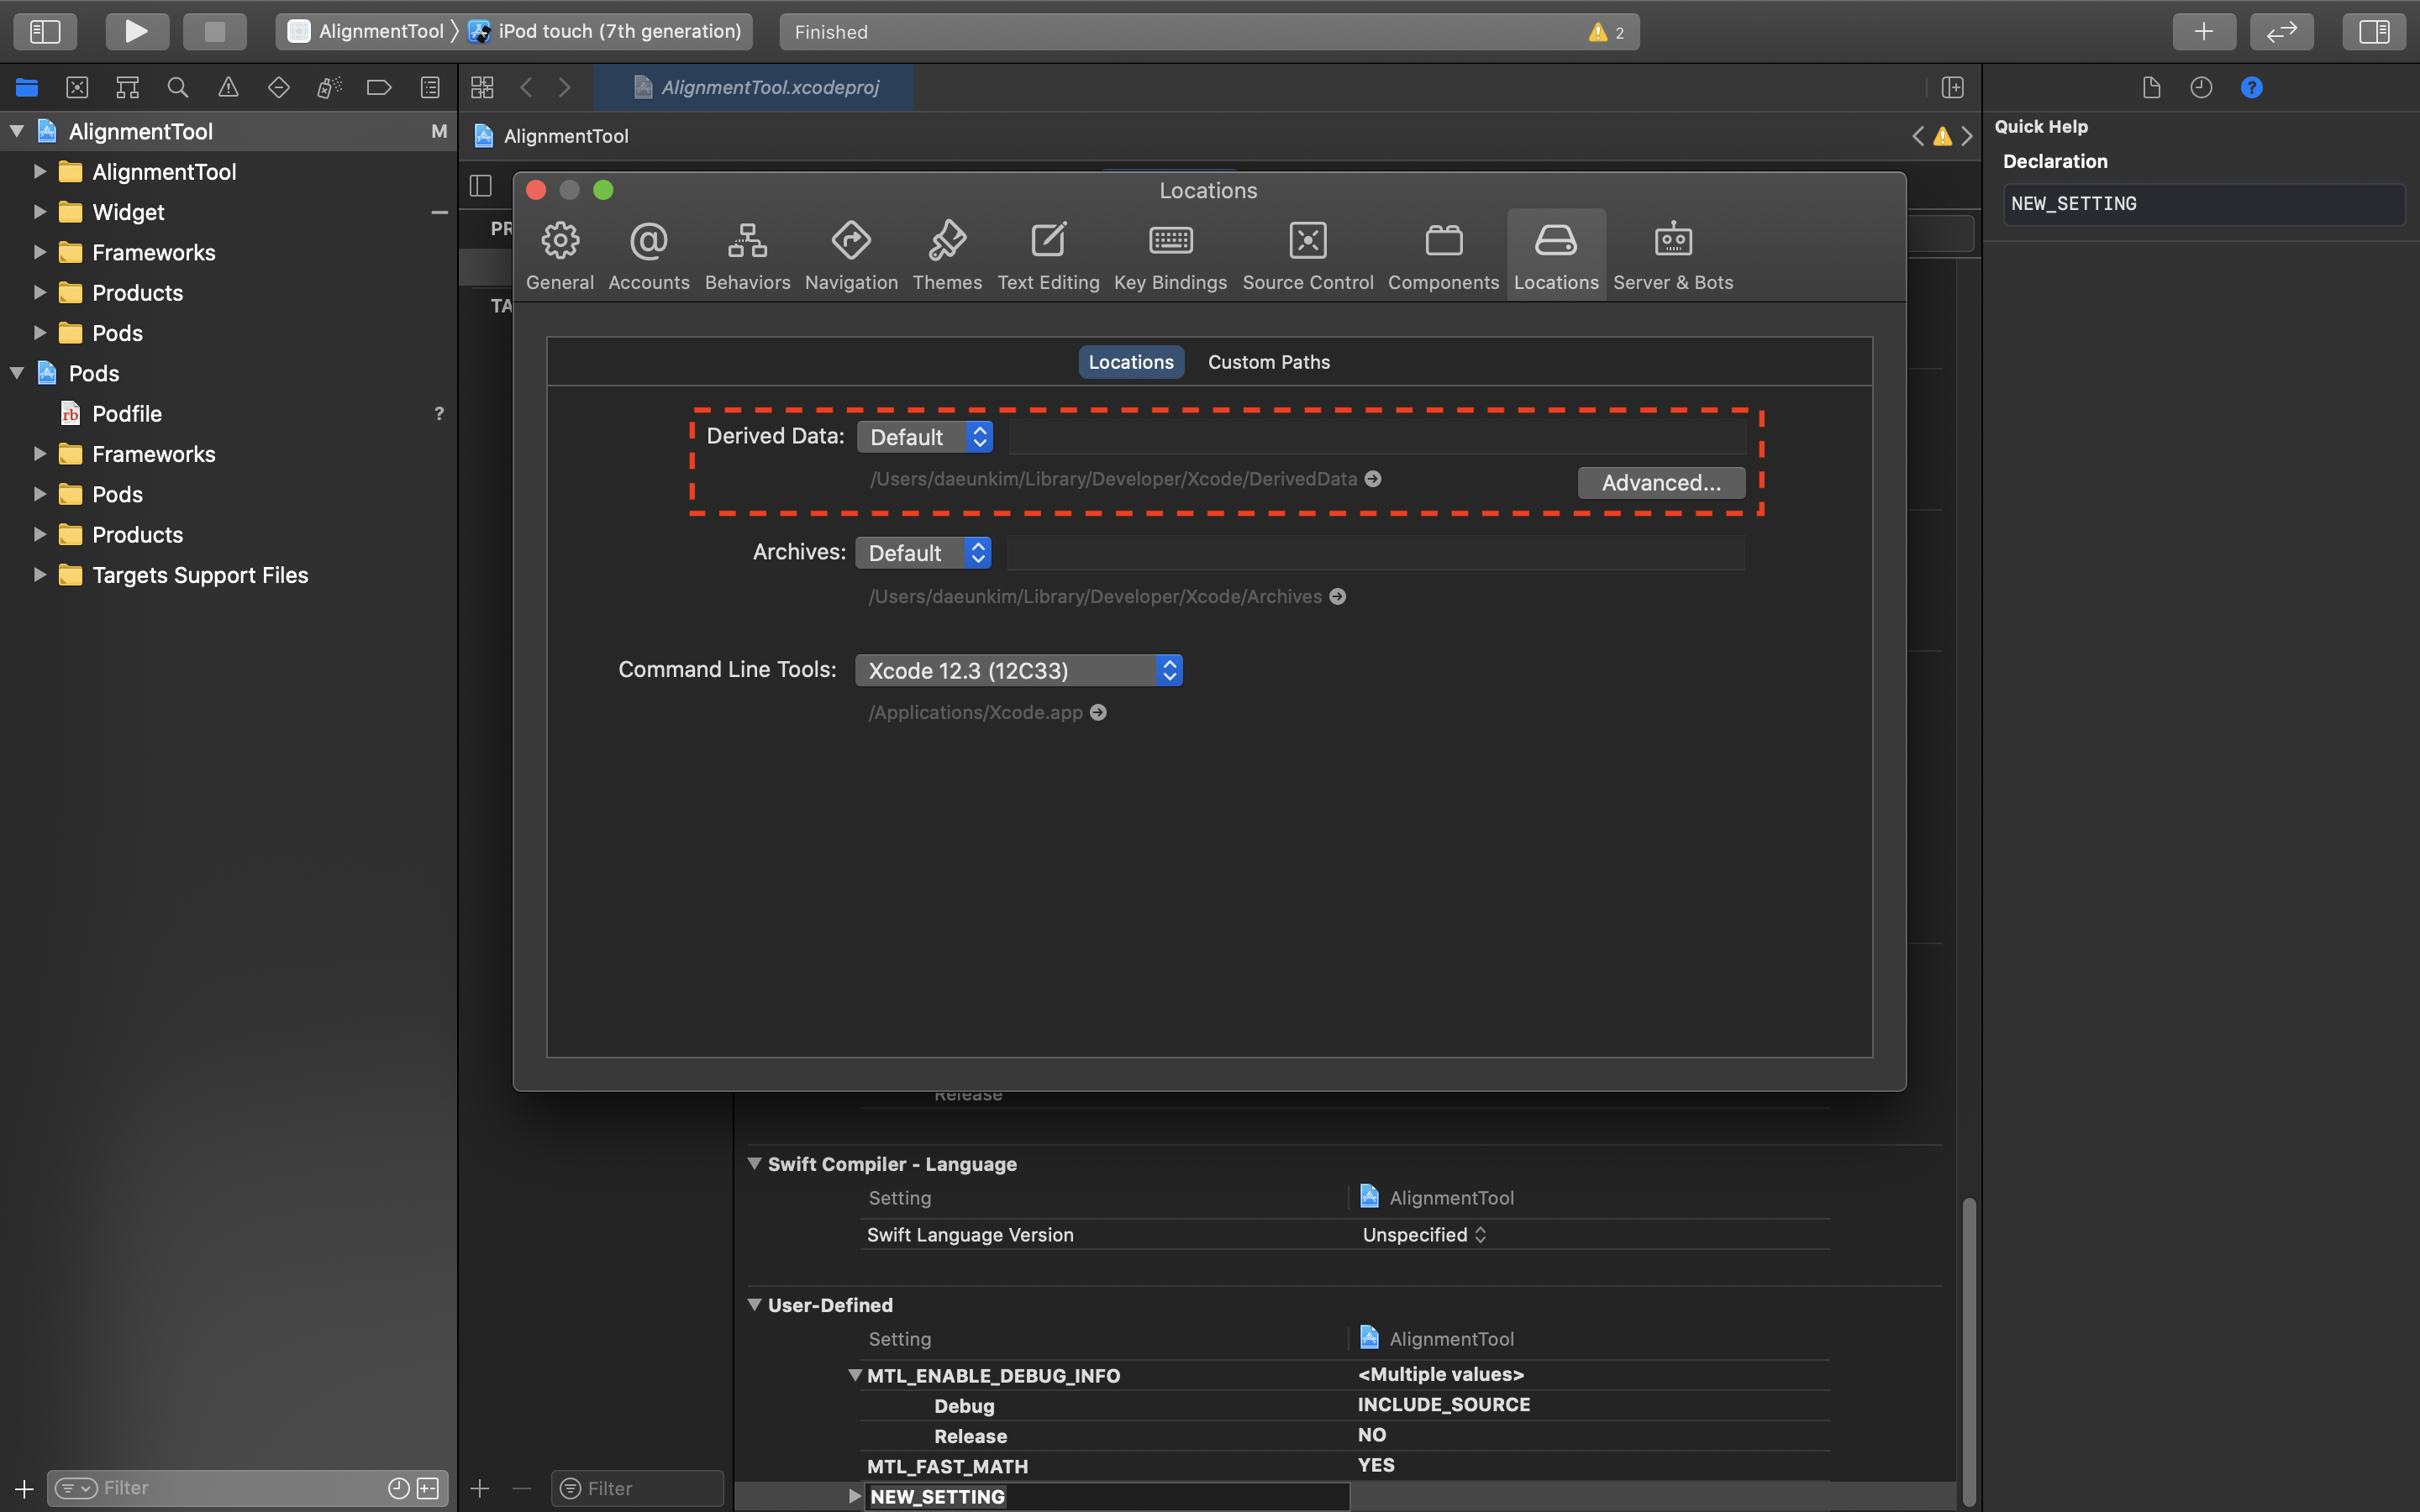 AlignmentTool
iPod touch (7th generation)
Finished
2
AlignmentTool.xcodeproj
AlignmentTool M
AlignmentTool
Widget
Frameworks
Products
Pods
Pods
rb Podfile ?
Frameworks
Pods
Products
Targets Support Files
Filter
AlignmentTool
PR
TA
Locations
General Accounts Behaviors Navigation Themes Text Editing Key Bindings Source Control Components Locations Server & Bots
Locations Custom Paths
Derived Data: Default
/Users/daeunkim/Library/Developer/Xcode/DerivedData
Advanced...
Archives: Default
/Users/daeunkim/Library/Developer/Xcode/Archives
Command Line Tools: Xcode 12.3 (12C33)
/Applications/Xcode.app
Release
Swift Compiler - Language
Setting AlignmentTool
Swift Language Version Unspecified
User-Defined
Setting AlignmentTool
MTL_ENABLE_DEBUG_INFO <Multiple values>
Debug INCLUDE_SOURCE
Release NO
MTL_FAST_MATH YES
NEW_SETTING
Filter
Quick Help
Declaration
NEW_SETTING